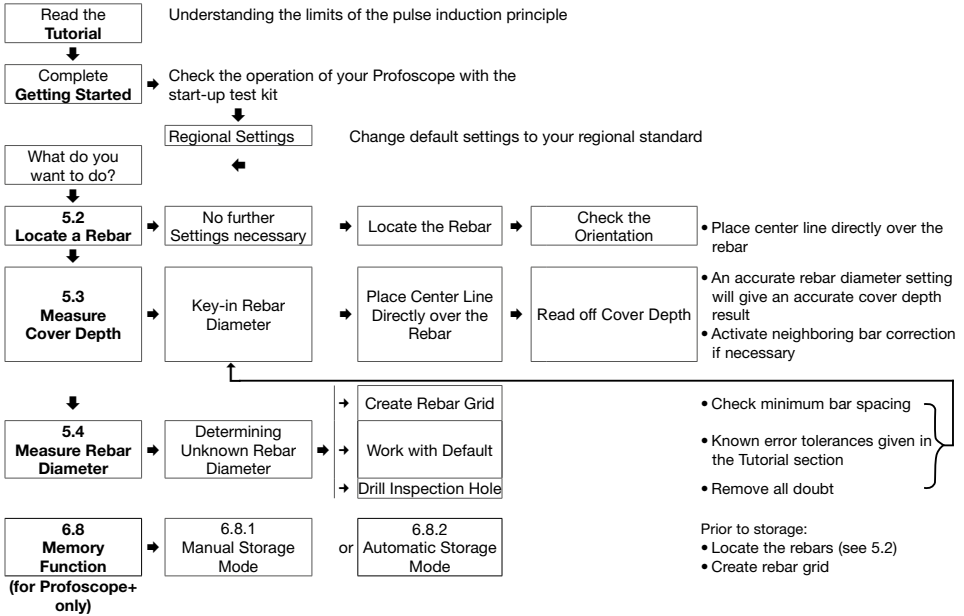 Read the
Tutorial
Understanding the limits of the pulse induction principle
Complete
Getting Started
Check the operation of your Profoscope with the
start-up test kit
Regional Settings
Change default settings to your regional standard
What do you
want to do?
5.2
Locate a Rebar
No further
Settings necessary
Locate the Rebar
Check the
Orientation
• Place center line directly over the
rebar
5.3
Measure
Cover Depth
Key-in Rebar
Diameter
Place Center Line
Directly over the
Rebar
Read off Cover Depth
• An accurate rebar diameter setting
will give an accurate cover depth
result
• Activate neighboring bar correction
if necessary
5.4
Measure Rebar
Diameter
Determining
Unknown Rebar
Diameter
Create Rebar Grid
Work with Default
Drill Inspection Hole
• Check minimum bar spacing
• Known error tolerances given in
the Tutorial section
• Remove all doubt
6.8
Memory
Function
(for Profoscope+
only)
6.8.1
Manual Storage
Mode
or
6.8.2
Automatic Storage
Mode
Prior to storage:
• Locate the rebars (see 5.2)
• Create rebar grid